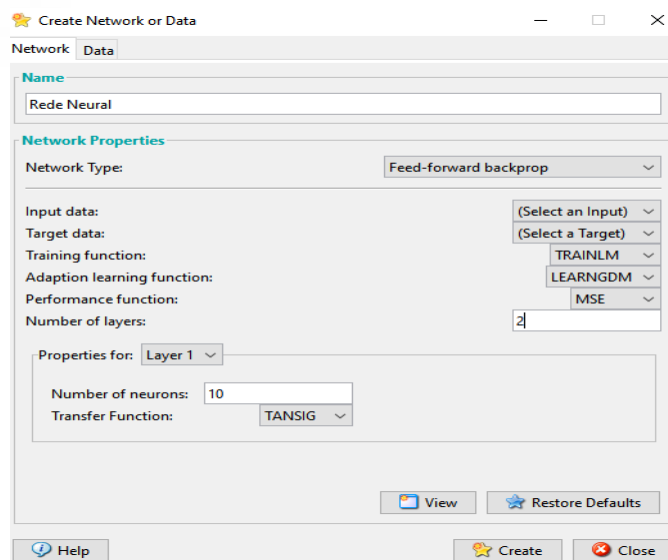 Create Network or Data
Network Data
Name
Rede Neural
Network Properties
Network Type: Feed-forward backprop
Input data: (Select an Input)
Target data: (Select a Target)
Training function: TRAINLM
Adaption learning function: LEARNGDM
Performance function: MSE
Number of layers: 2
Properties for: Layer 1
Number of neurons: 10
Transfer Function: TANSIG
View Restore Defaults
Help Create Close